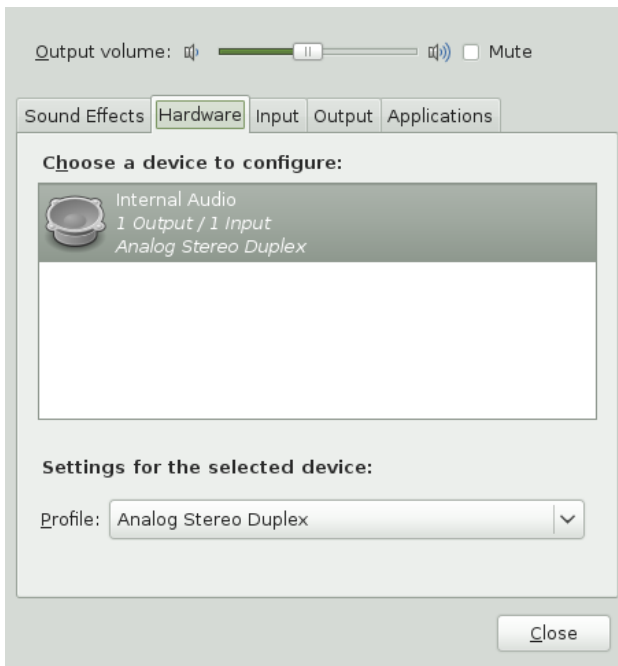 Output volume: Mute
Sound Effects Hardware Input Output Applications
Choose a device to configure:
Internal Audio
1 Output / 1 Input
Analog Stereo Duplex
Settings for the selected device:
Profile: Analog Stereo Duplex
Close